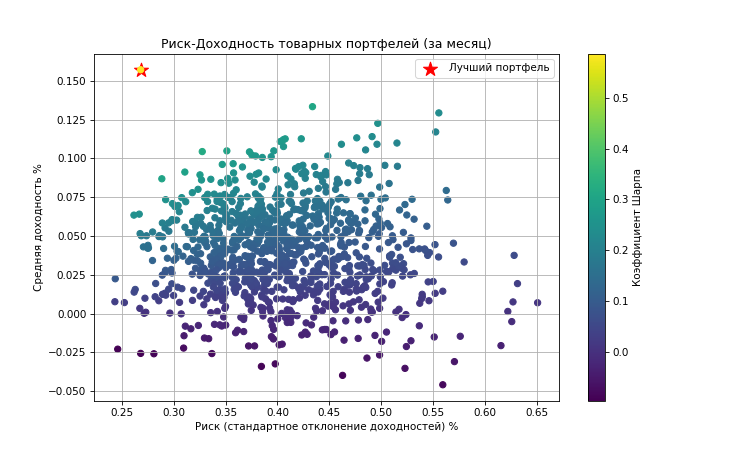 Риск-Доходность товарных портфелей (за месяц)
Лучший портфель
0.150
0.125
0.100
0.075
0.050
0.025
0.000
−0.025
−0.050
Средняя доходность %
0.25 0.30 0.35 0.40 0.45 0.50 0.55 0.60 0.65
Риск (стандартное отклонение доходностей) %
0.5
0.4
0.3
0.2
0.1
0.0
Коэффициент Шарпа